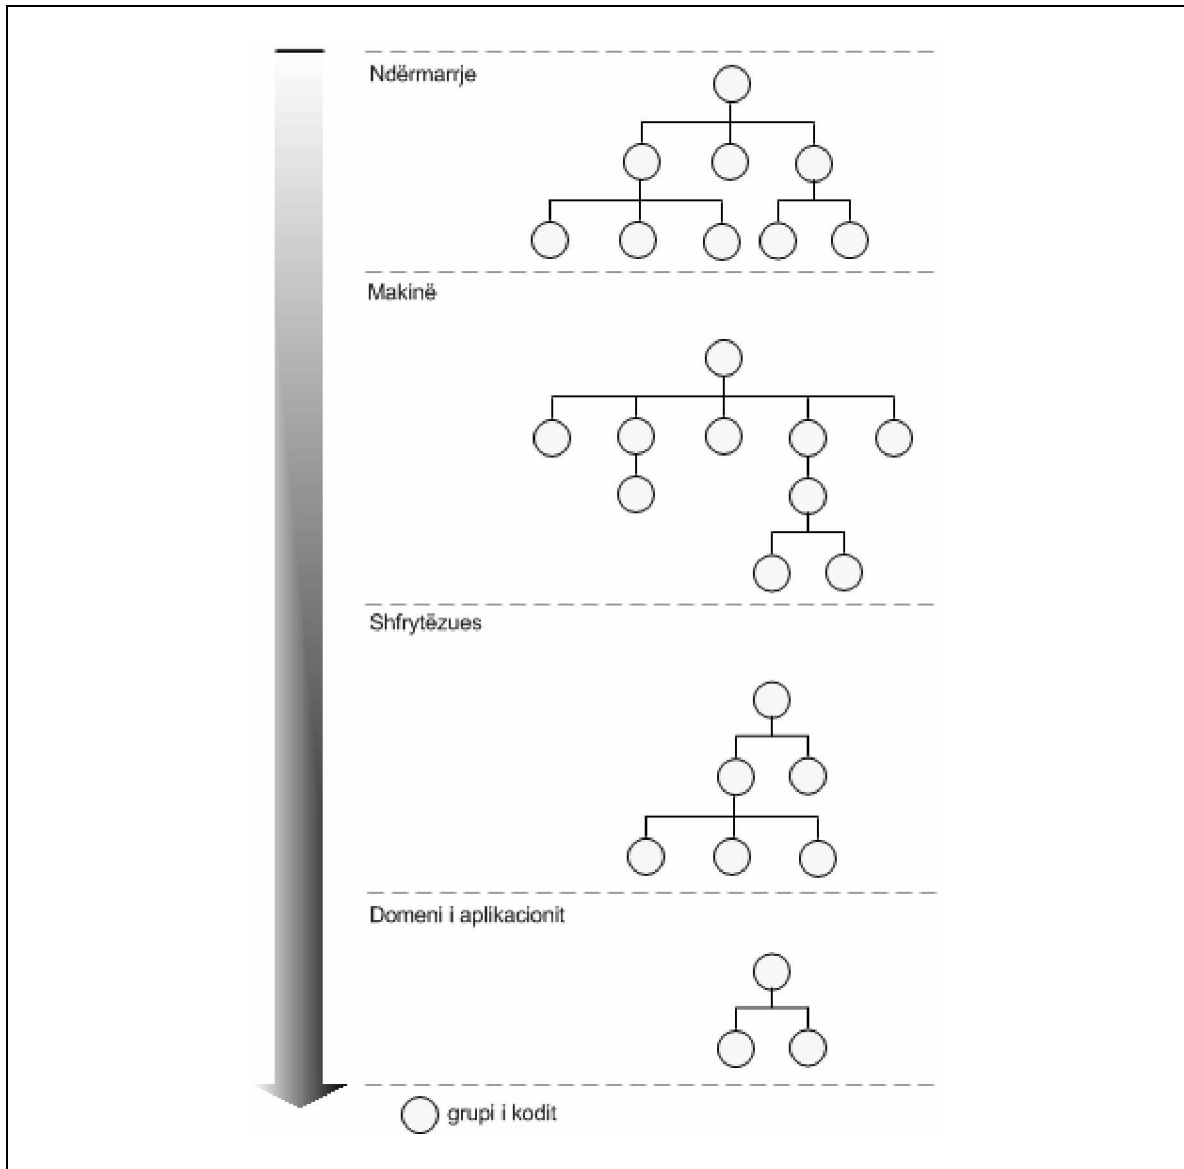 Ndërmarrje
Makinë
Shfrytëzues
Domeni i aplikacionit
grupi i kodit